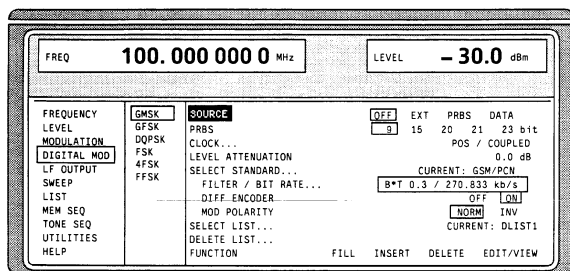 FREQ 100.000 000 0 MHz LEVEL – 30.0 dBm
FREQUENCY
LEVEL
MODULATION
DIGITAL MOD
LF OUTPUT
SWEEP
LIST
MEM SEQ
TONE SEQ
UTILITIES
HELP
GMSK
GFSK
DQPSK
FSK
4FSK
FFSK
SOURCE OFF EXT PRBS DATA
PRBS 9 15 20 21 23 bit
CLOCK... POS / COUPLED
LEVEL ATTENUATION 0.0 dB
SELECT STANDARD... CURRENT: GSM/PCN
FILTER / BIT RATE... B*T 0.3 / 270.833 kb/s
DIFF ENCODER OFF ON
MOD POLARITY NORM INV
SELECT LIST... CURRENT: DLIST1
DELETE LIST...
FUNCTION FILL INSERT DELETE EDIT/VIEW